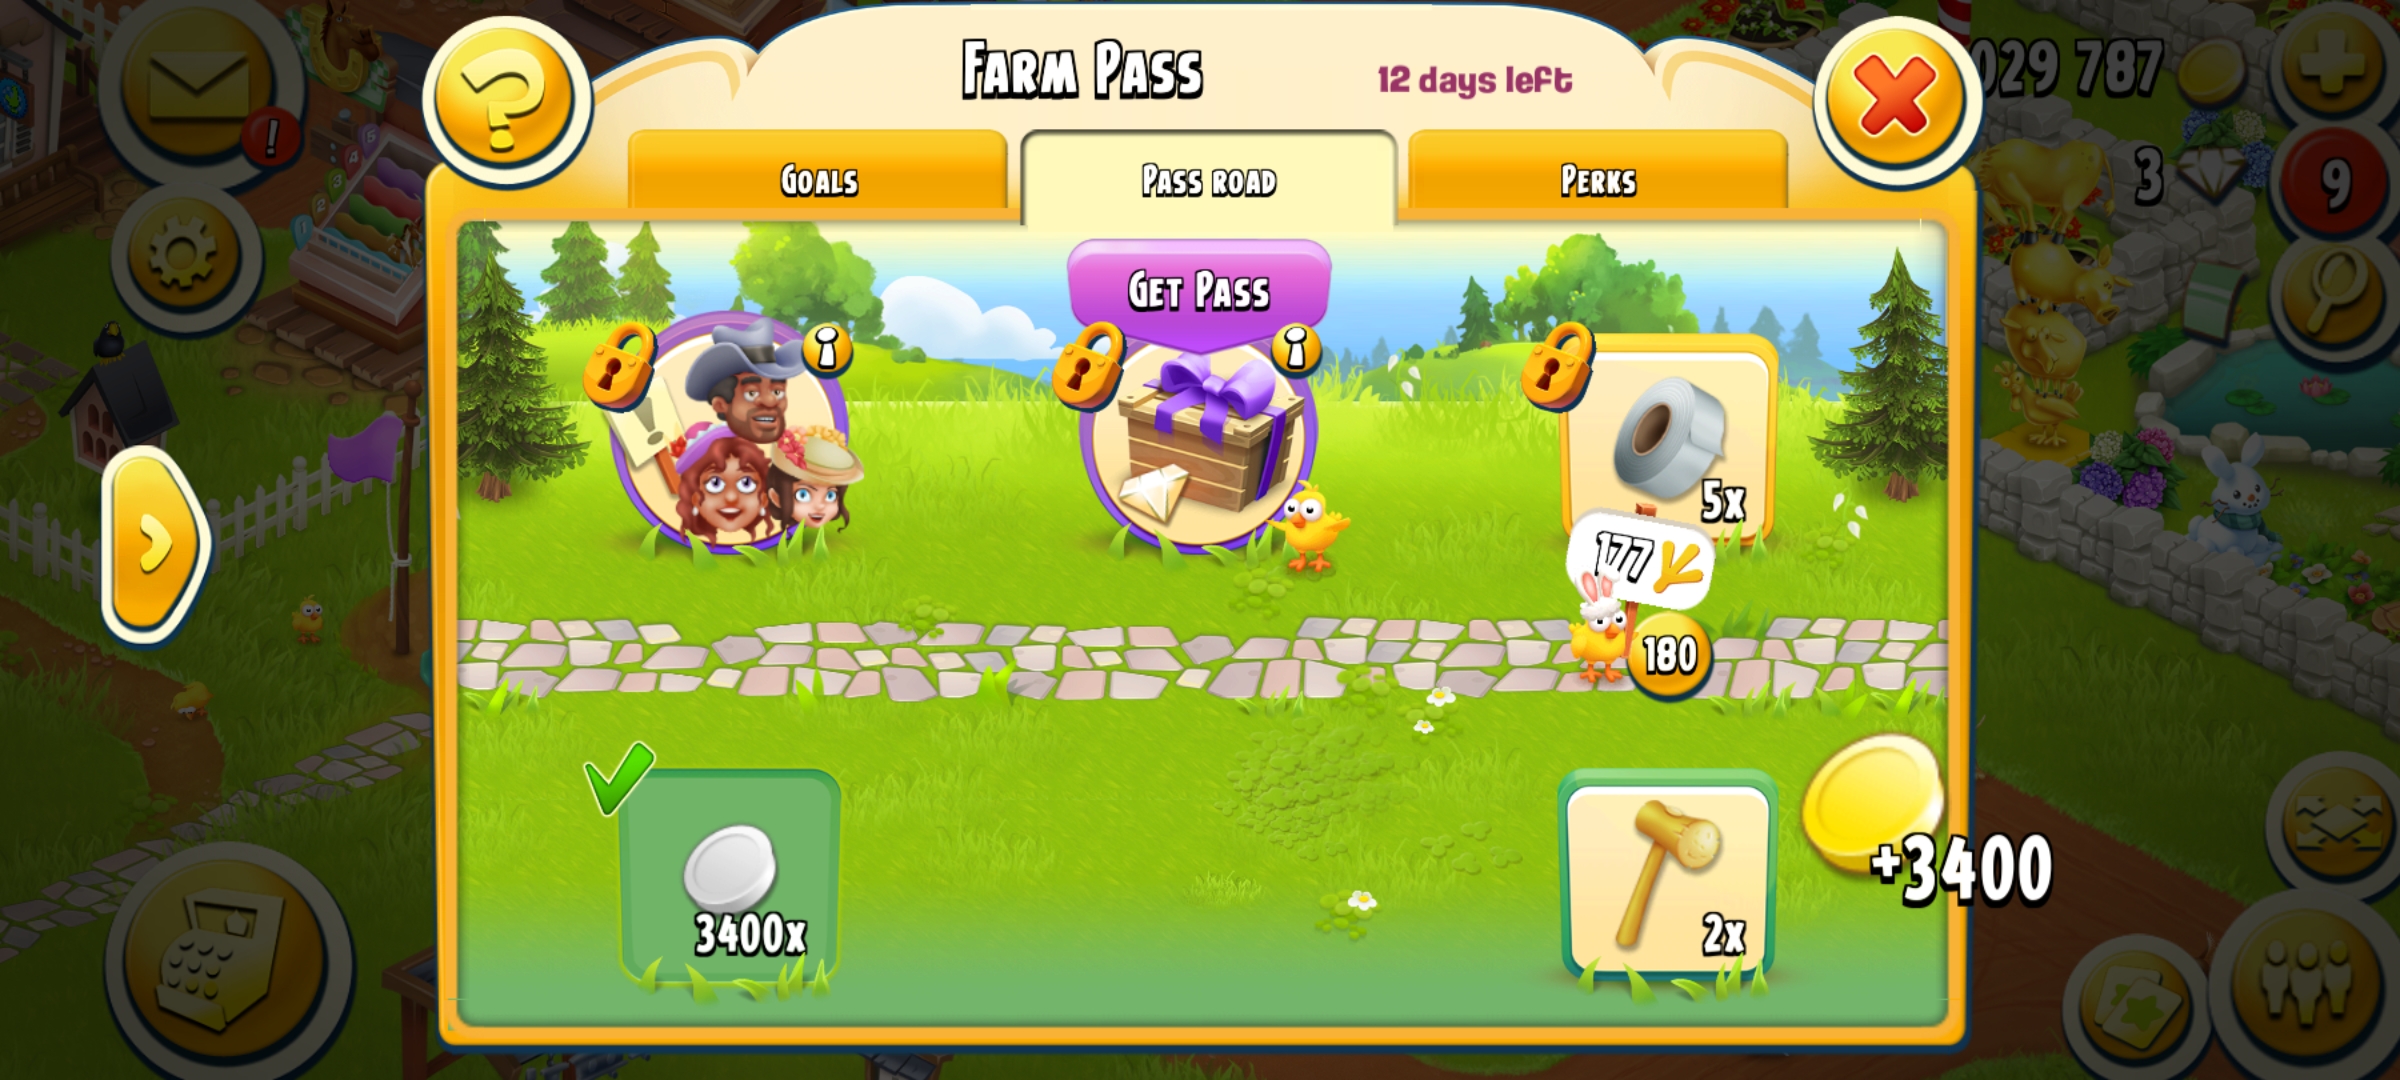 FARM PASS
12 days left
029 787
GOALS
PASS ROAD
PERKS
3
9
GET PASS
5x
177
180
3400x
2x
+3400